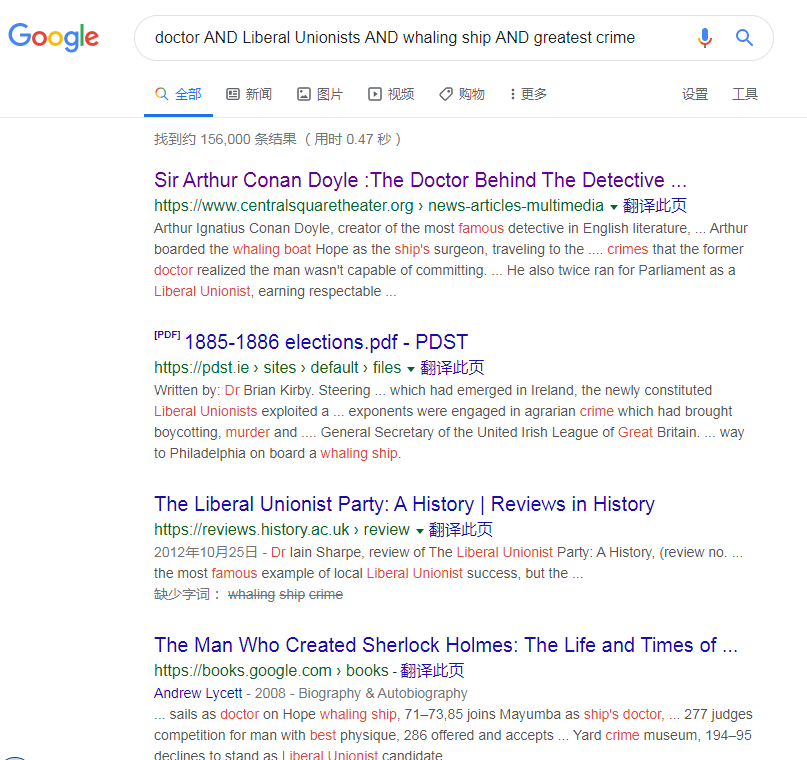 Google
doctor AND Liberal Unionists AND whaling ship AND greatest crime
全部 新闻 图片 视频 购物 更多 设置 工具
找到约 156,000 条结果 （用时 0.47 秒）
Sir Arthur Conan Doyle :The Doctor Behind The Detective ...
https://www.centralsquaretheater.org › news-articles-multimedia 翻译此页
Arthur Ignatius Conan Doyle, creator of the most famous detective in English literature, ... Arthur
boarded the whaling boat Hope as the ship's surgeon, traveling to the .... crimes that the former
doctor realized the man wasn't capable of committing. ... He also twice ran for Parliament as a
Liberal Unionist, earning respectable ...
[PDF] 1885-1886 elections.pdf - PDST
https://pdst.ie › sites › default › files 翻译此页
Written by: Dr Brian Kirby. Steering ... which had emerged in Ireland, the newly constituted
Liberal Unionists exploited a ... exponents were engaged in agrarian crime which had brought
boycotting, murder and .... General Secretary of the United Irish League of Great Britain. ... way
to Philadelphia on board a whaling ship.
The Liberal Unionist Party: A History | Reviews in History
https://reviews.history.ac.uk › review 翻译此页
2012年10月25日 - Dr Iain Sharpe, review of The Liberal Unionist Party: A History, (review no. ...
the most famous example of local Liberal Unionist success, but the ...
缺少字词： whaling ship crime
The Man Who Created Sherlock Holmes: The Life and Times of ...
https://books.google.com › books - 翻译此页
Andrew Lycett - 2008 - Biography & Autobiography
... sails as doctor on Hope whaling ship, 71–73,85 joins Mayumba as ship's doctor, ... 277 judges
competition for man with best physique, 286 offered and accepts ... Yard crime museum, 194–95
declines to stand as Liberal Unionist candidate